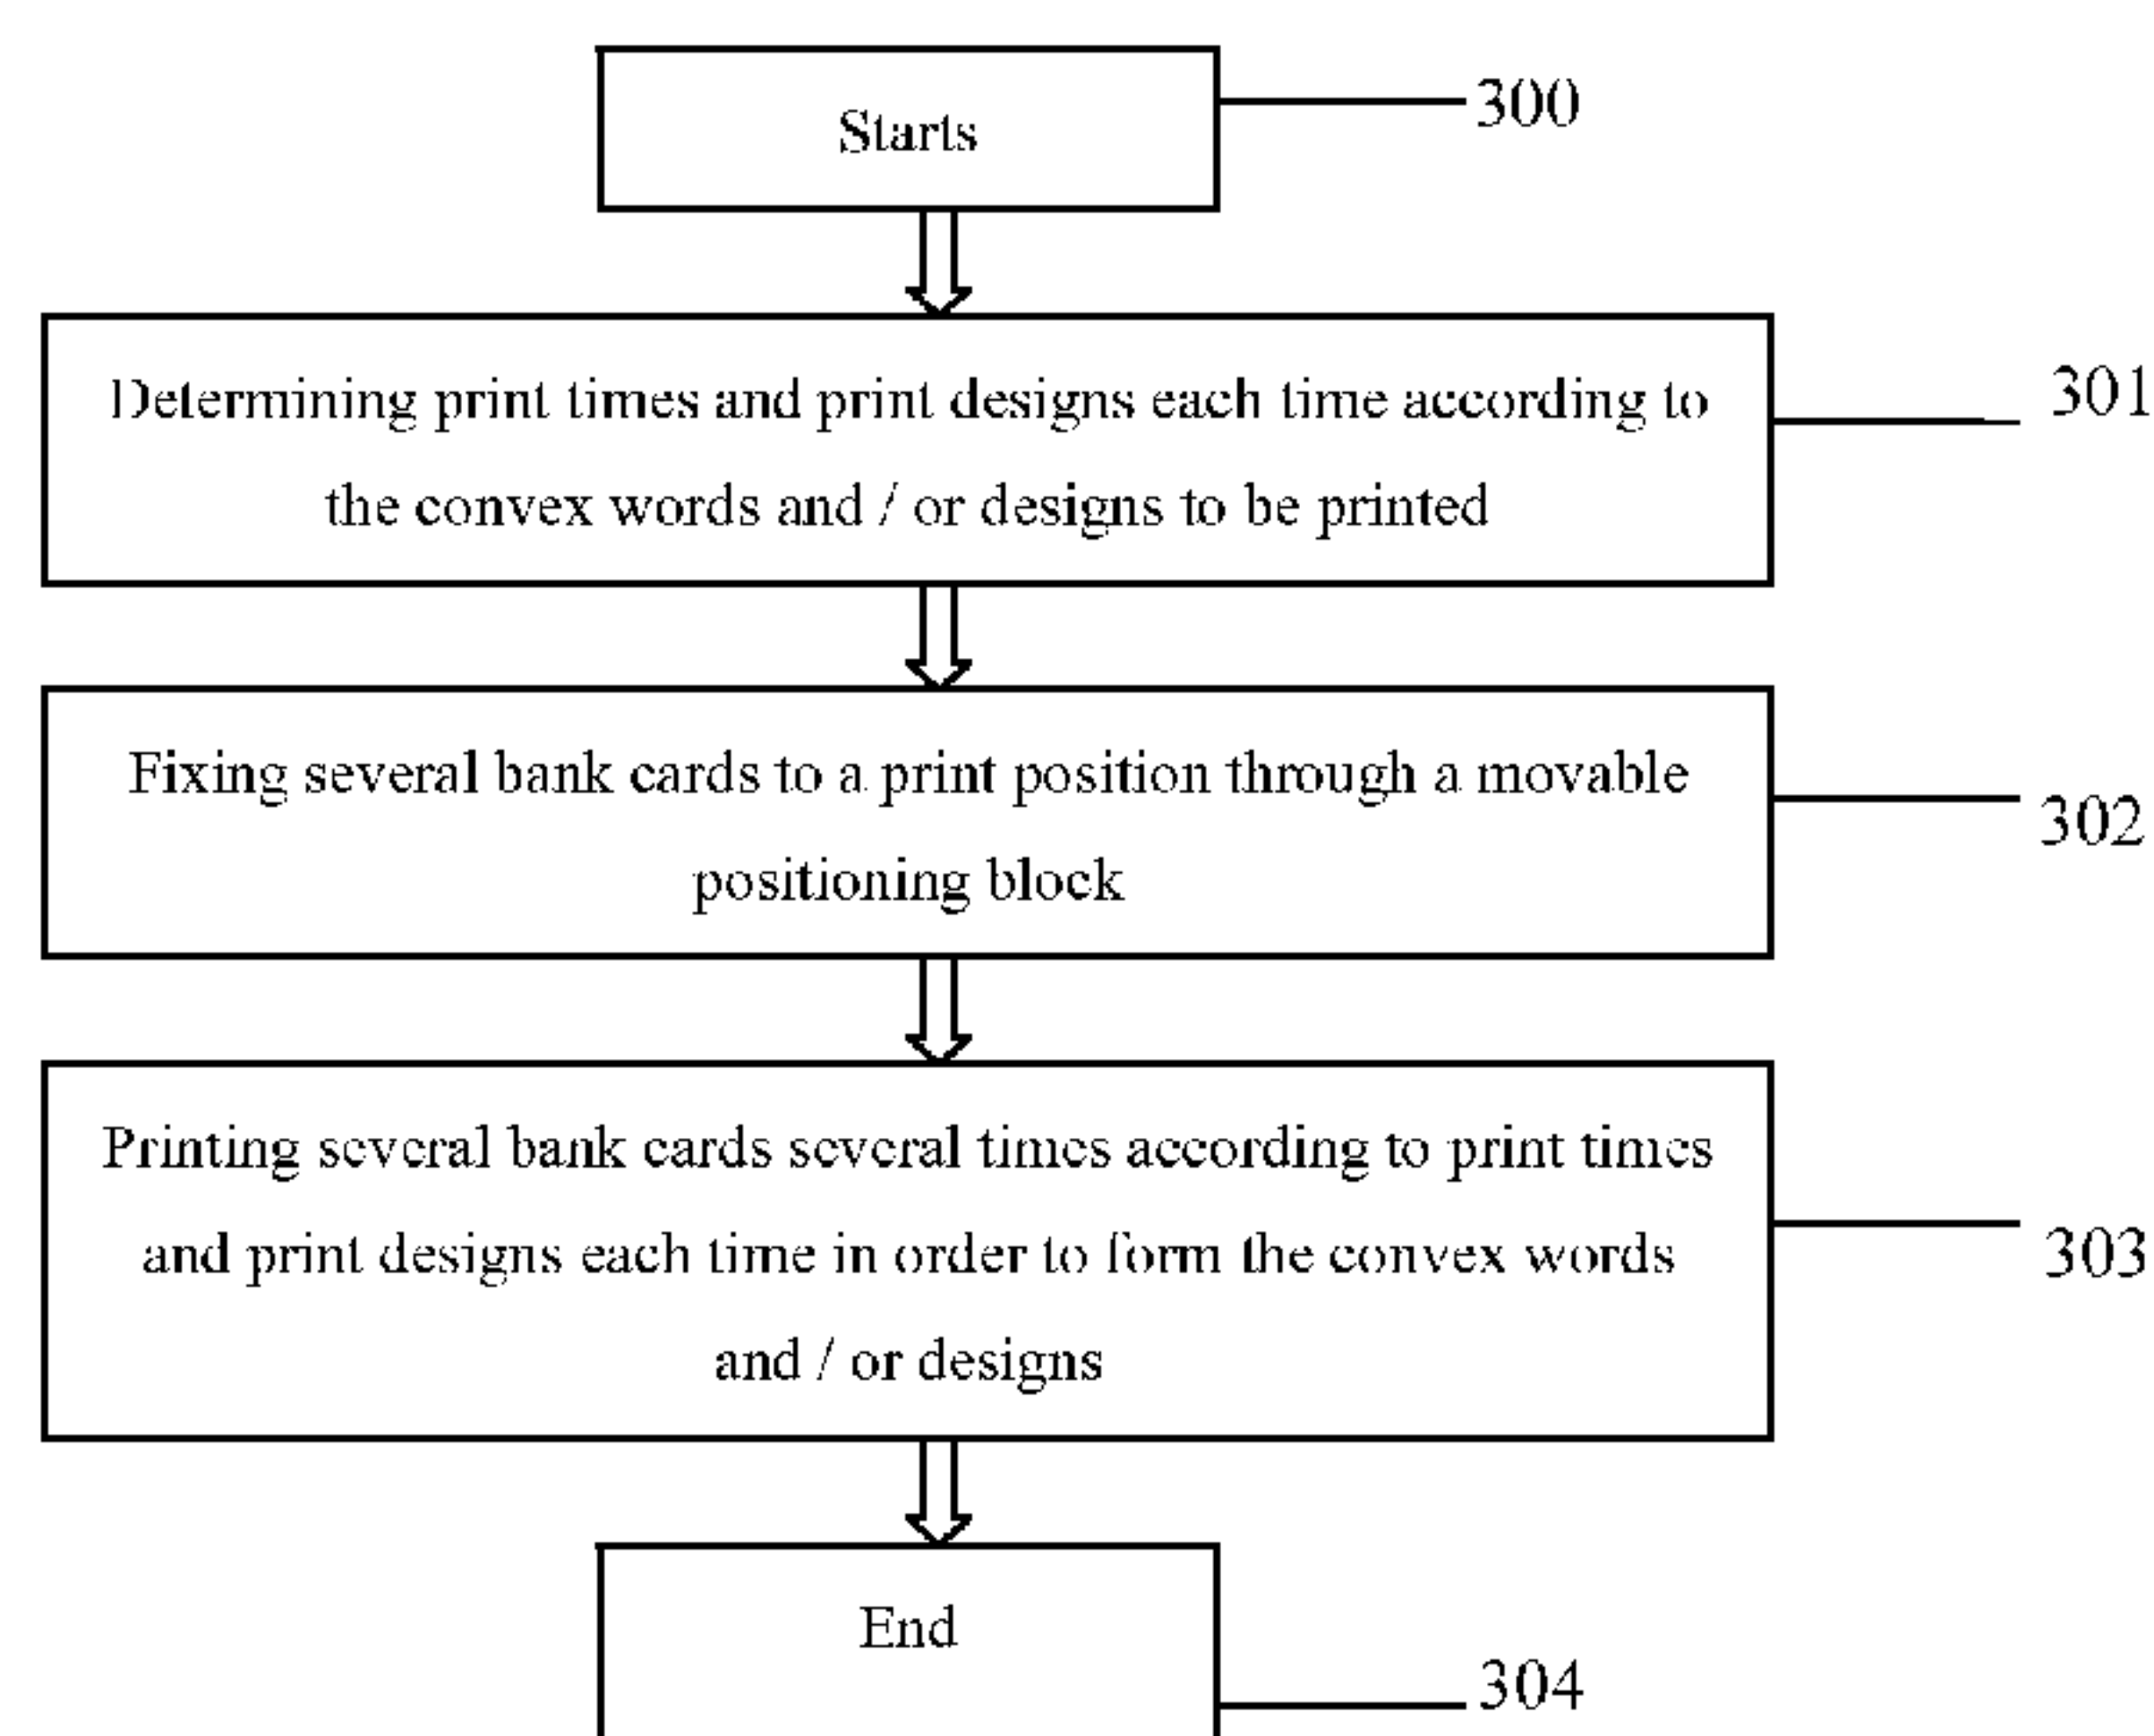 Starts
300
Determining print times and print designs each time according to
the convex words and / or designs to be printed
301
Fixing several bank cards to a print position through a movable
positioning block
302
Printing several bank cards several times according to print times
and print designs each time in order to form the convex words
and / or designs
303
End
304